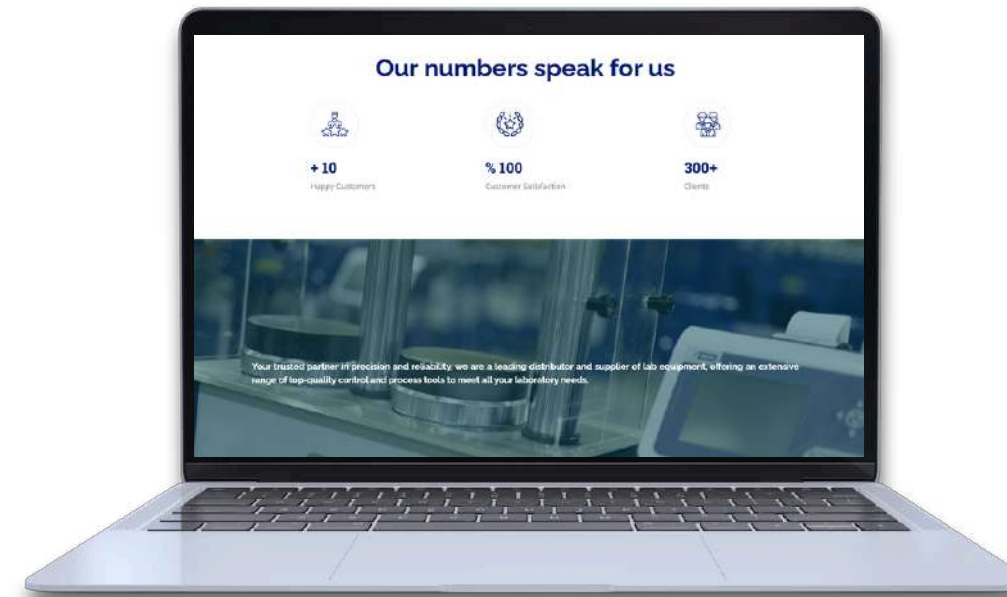 Our numbers speak for us
+ 10
% 100
300+
Happy Customers
Customer Satisfaction
Clients
Your trusted partner in precision and reliability, we are a leading distributor and supplier of lab equipment, offering an extensive
range of top-quality control and process tools to meet all your laboratory needs.